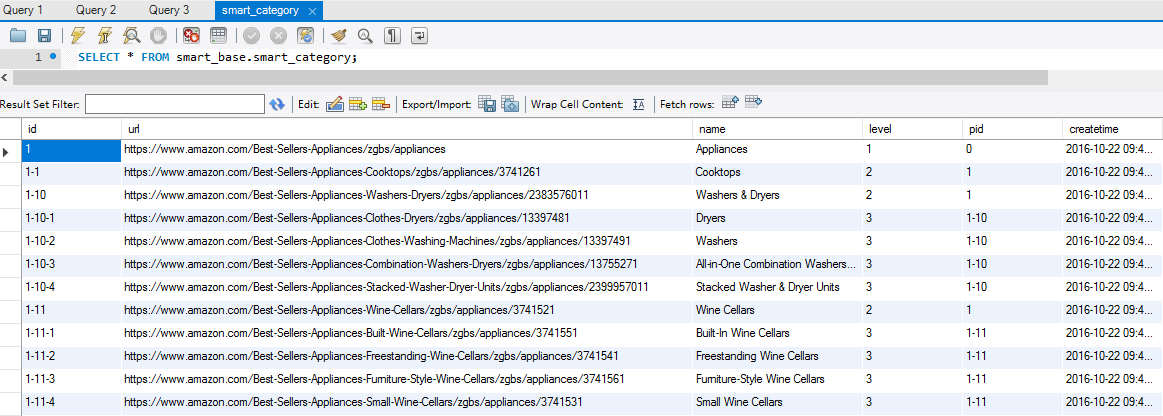 Query 1 Query 2 Query 3 smart_category ×
1 SELECT * FROM smart_base.smart_category;
Result Set Filter: Edit: Export/Import: Wrap Cell Content: IA Fetch rows:
id url name level pid createtime
1 https://www.amazon.com/Best-Sellers-Appliances/zgbs/appliances Appliances 1 0 2016-10-22 09:4...
1-1 https://www.amazon.com/Best-Sellers-Appliances-Cooktops/zgbs/appliances/3741261 Cooktops 2 1 2016-10-22 09:4...
1-10 https://www.amazon.com/Best-Sellers-Appliances-Washers-Dryers/zgbs/appliances/2383576011 Washers & Dryers 2 1 2016-10-22 09:4...
1-10-1 https://www.amazon.com/Best-Sellers-Appliances-Clothes-Dryers/zgbs/appliances/13397481 Dryers 3 1-10 2016-10-22 09:4...
1-10-2 https://www.amazon.com/Best-Sellers-Appliances-Clothes-Washing-Machines/zgbs/appliances/13397491 Washers 3 1-10 2016-10-22 09:4...
1-10-3 https://www.amazon.com/Best-Sellers-Appliances-Combination-Washers-Dryers/zgbs/appliances/13755271 All-in-One Combination Washers... 3 1-10 2016-10-22 09:4...
1-10-4 https://www.amazon.com/Best-Sellers-Appliances-Stacked-Washer-Dryer-Units/zgbs/appliances/2399957011 Stacked Washer & Dryer Units 3 1-10 2016-10-22 09:4...
1-11 https://www.amazon.com/Best-Sellers-Appliances-Wine-Cellars/zgbs/appliances/3741521 Wine Cellars 2 1 2016-10-22 09:4...
1-11-1 https://www.amazon.com/Best-Sellers-Appliances-Built-Wine-Cellars/zgbs/appliances/3741551 Built-In Wine Cellars 3 1-11 2016-10-22 09:4...
1-11-2 https://www.amazon.com/Best-Sellers-Appliances-Freestanding-Wine-Cellars/zgbs/appliances/3741541 Freestanding Wine Cellars 3 1-11 2016-10-22 09:4...
1-11-3 https://www.amazon.com/Best-Sellers-Appliances-Furniture-Style-Wine-Cellars/zgbs/appliances/3741561 Furniture-Style Wine Cellars 3 1-11 2016-10-22 09:4...
1-11-4 https://www.amazon.com/Best-Sellers-Appliances-Small-Wine-Cellars/zgbs/appliances/3741531 Small Wine Cellars 3 1-11 2016-10-22 09:4...